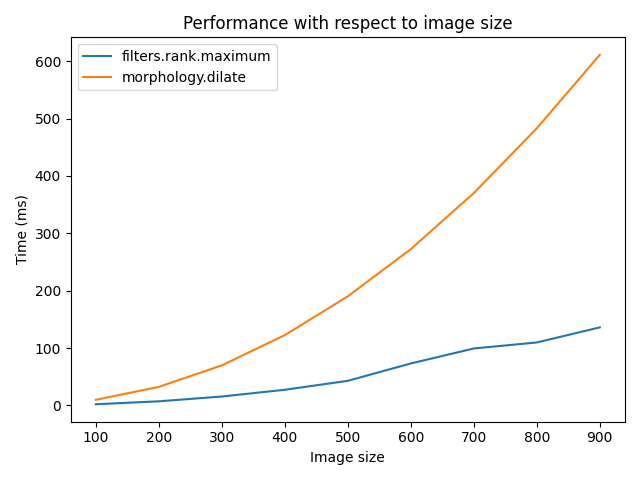 Performance with respect to image size
filters.rank.maximum
morphology.dilate
Time (ms)
600
500
400
300
200
100
0
100 200 300 400 500 600 700 800 900
Image size